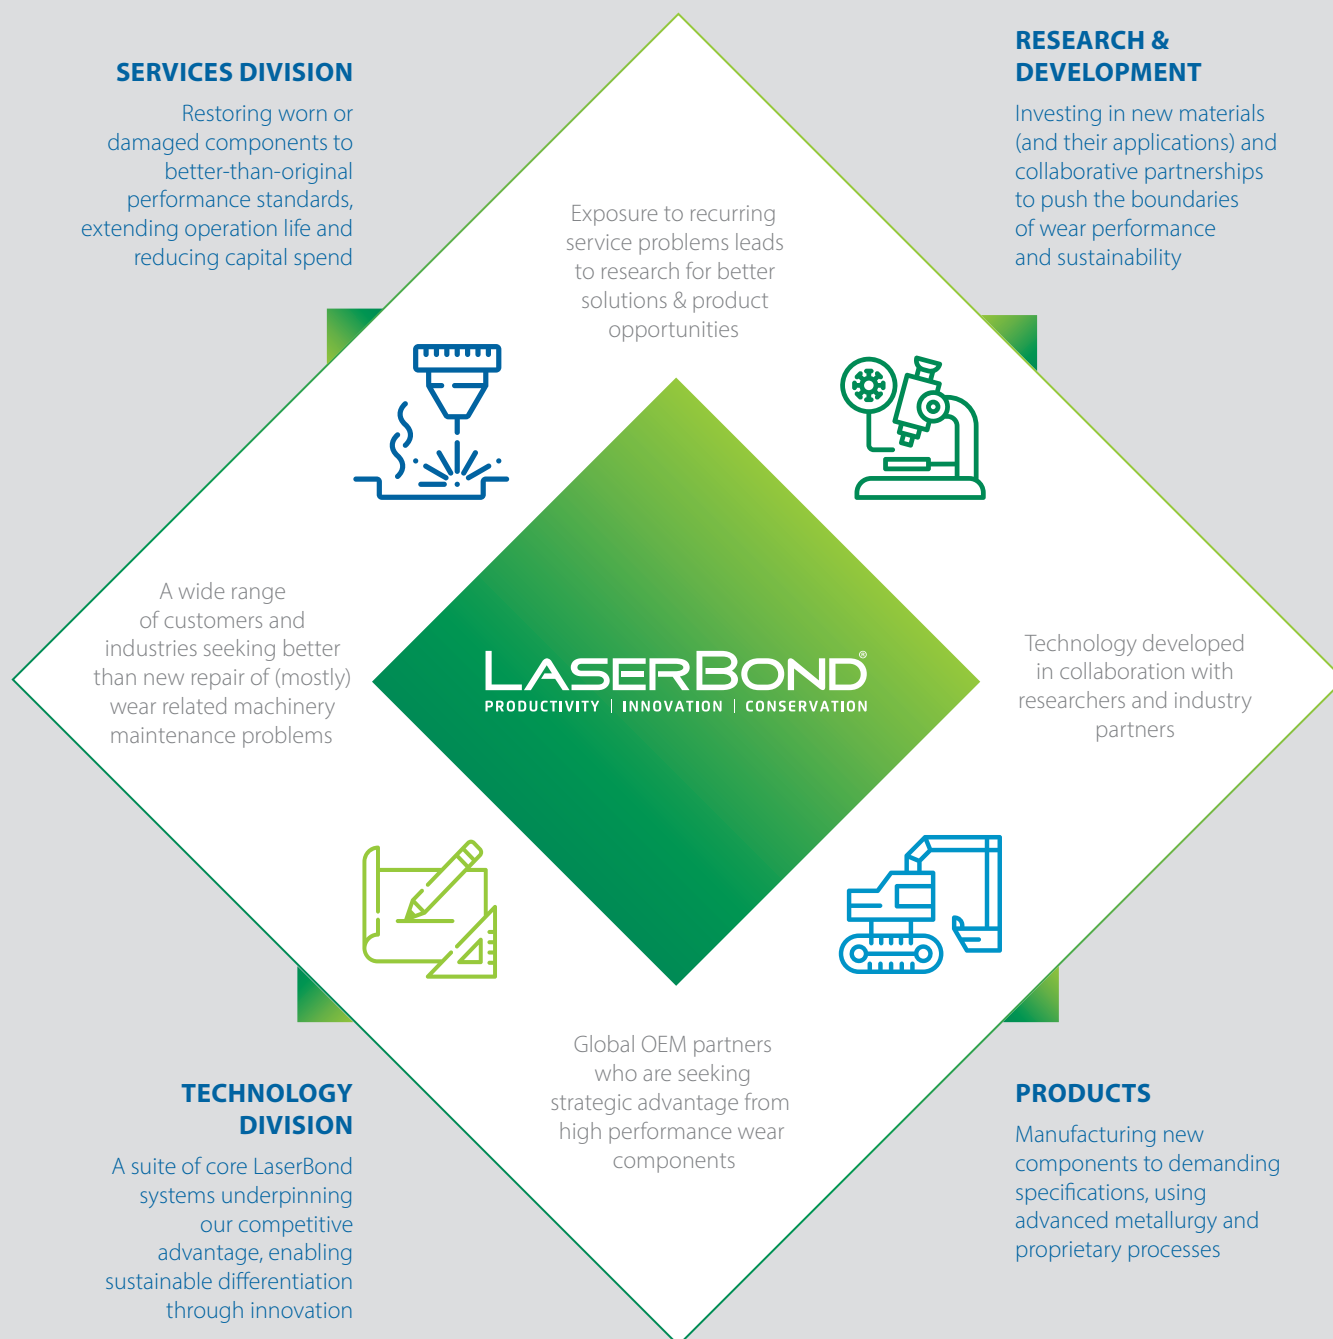 SERVICES DIVISION
Restoring worn or
damaged components to
better-than-original
performance standards,
extending operation life and
reducing capital spend
RESEARCH &
DEVELOPMENT
Investing in new materials
(and their applications) and
collaborative partnerships
to push the boundaries
of wear performance
and sustainability
Exposure to recurring
service problems leads
to research for better
solutions & product
opportunities
A wide range
of customers and
industries seeking better
than new repair of (mostly)
wear related machinery
maintenance problems
LASERBOND®
PRODUCTIVITY | INNOVATION | CONSERVATION
Technology developed
in collaboration with
researchers and industry
partners
Global OEM partners
who are seeking
strategic advantage from
high performance wear
components
TECHNOLOGY
DIVISION
A suite of core LaserBond
systems underpinning
our competitive
advantage, enabling
sustainable differentiation
through innovation
PRODUCTS
Manufacturing new
components to demanding
specifications, using
advanced metallurgy and
proprietary processes